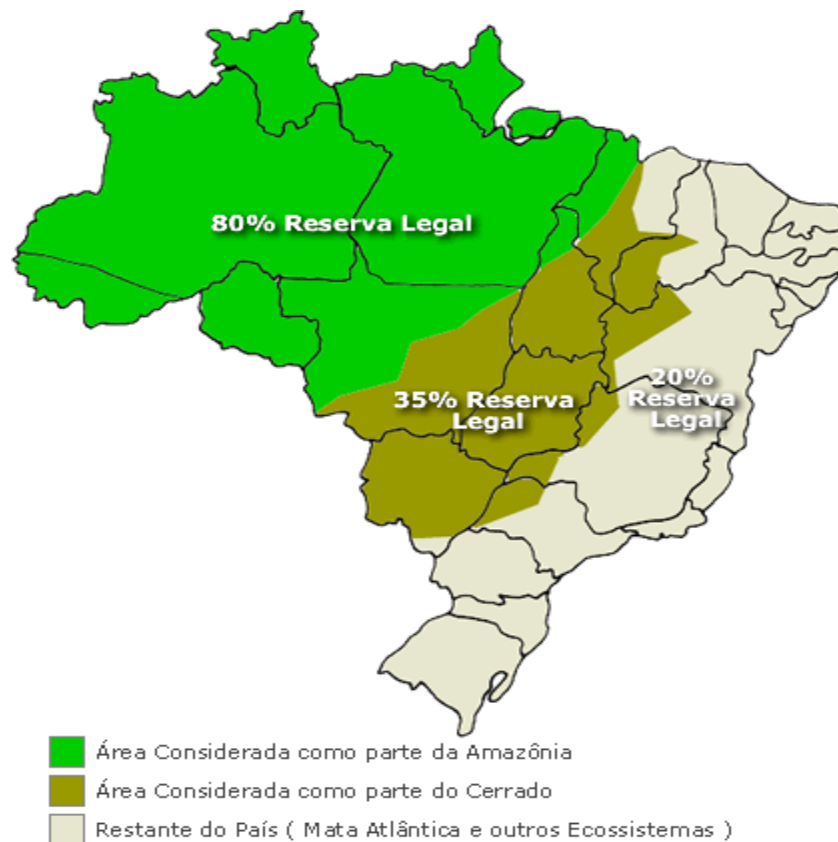 80% Reserva Legal
35% Reserva
Legal
20%
Reserva
Legal
Área Considerada como parte da Amazônia
Área Considerada como parte do Cerrado
Restante do País ( Mata Atlântica e outros Ecossistemas )